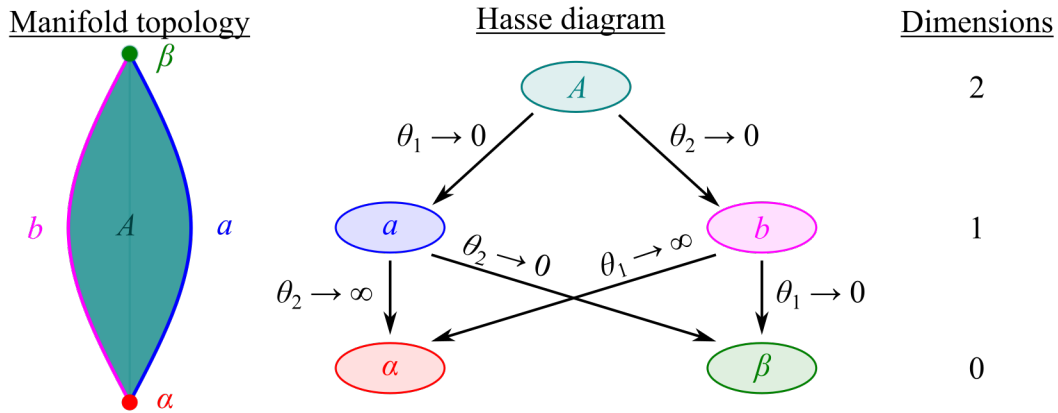 Manifold topology
Hasse diagram
Dimensions
β
A
2
θ₁ → 0
θ₂ → 0
b
A
a
a
b
1
θ₂ → 0
θ₁ → ∞
θ₂ → ∞
θ₁ → 0
α
α
β
0